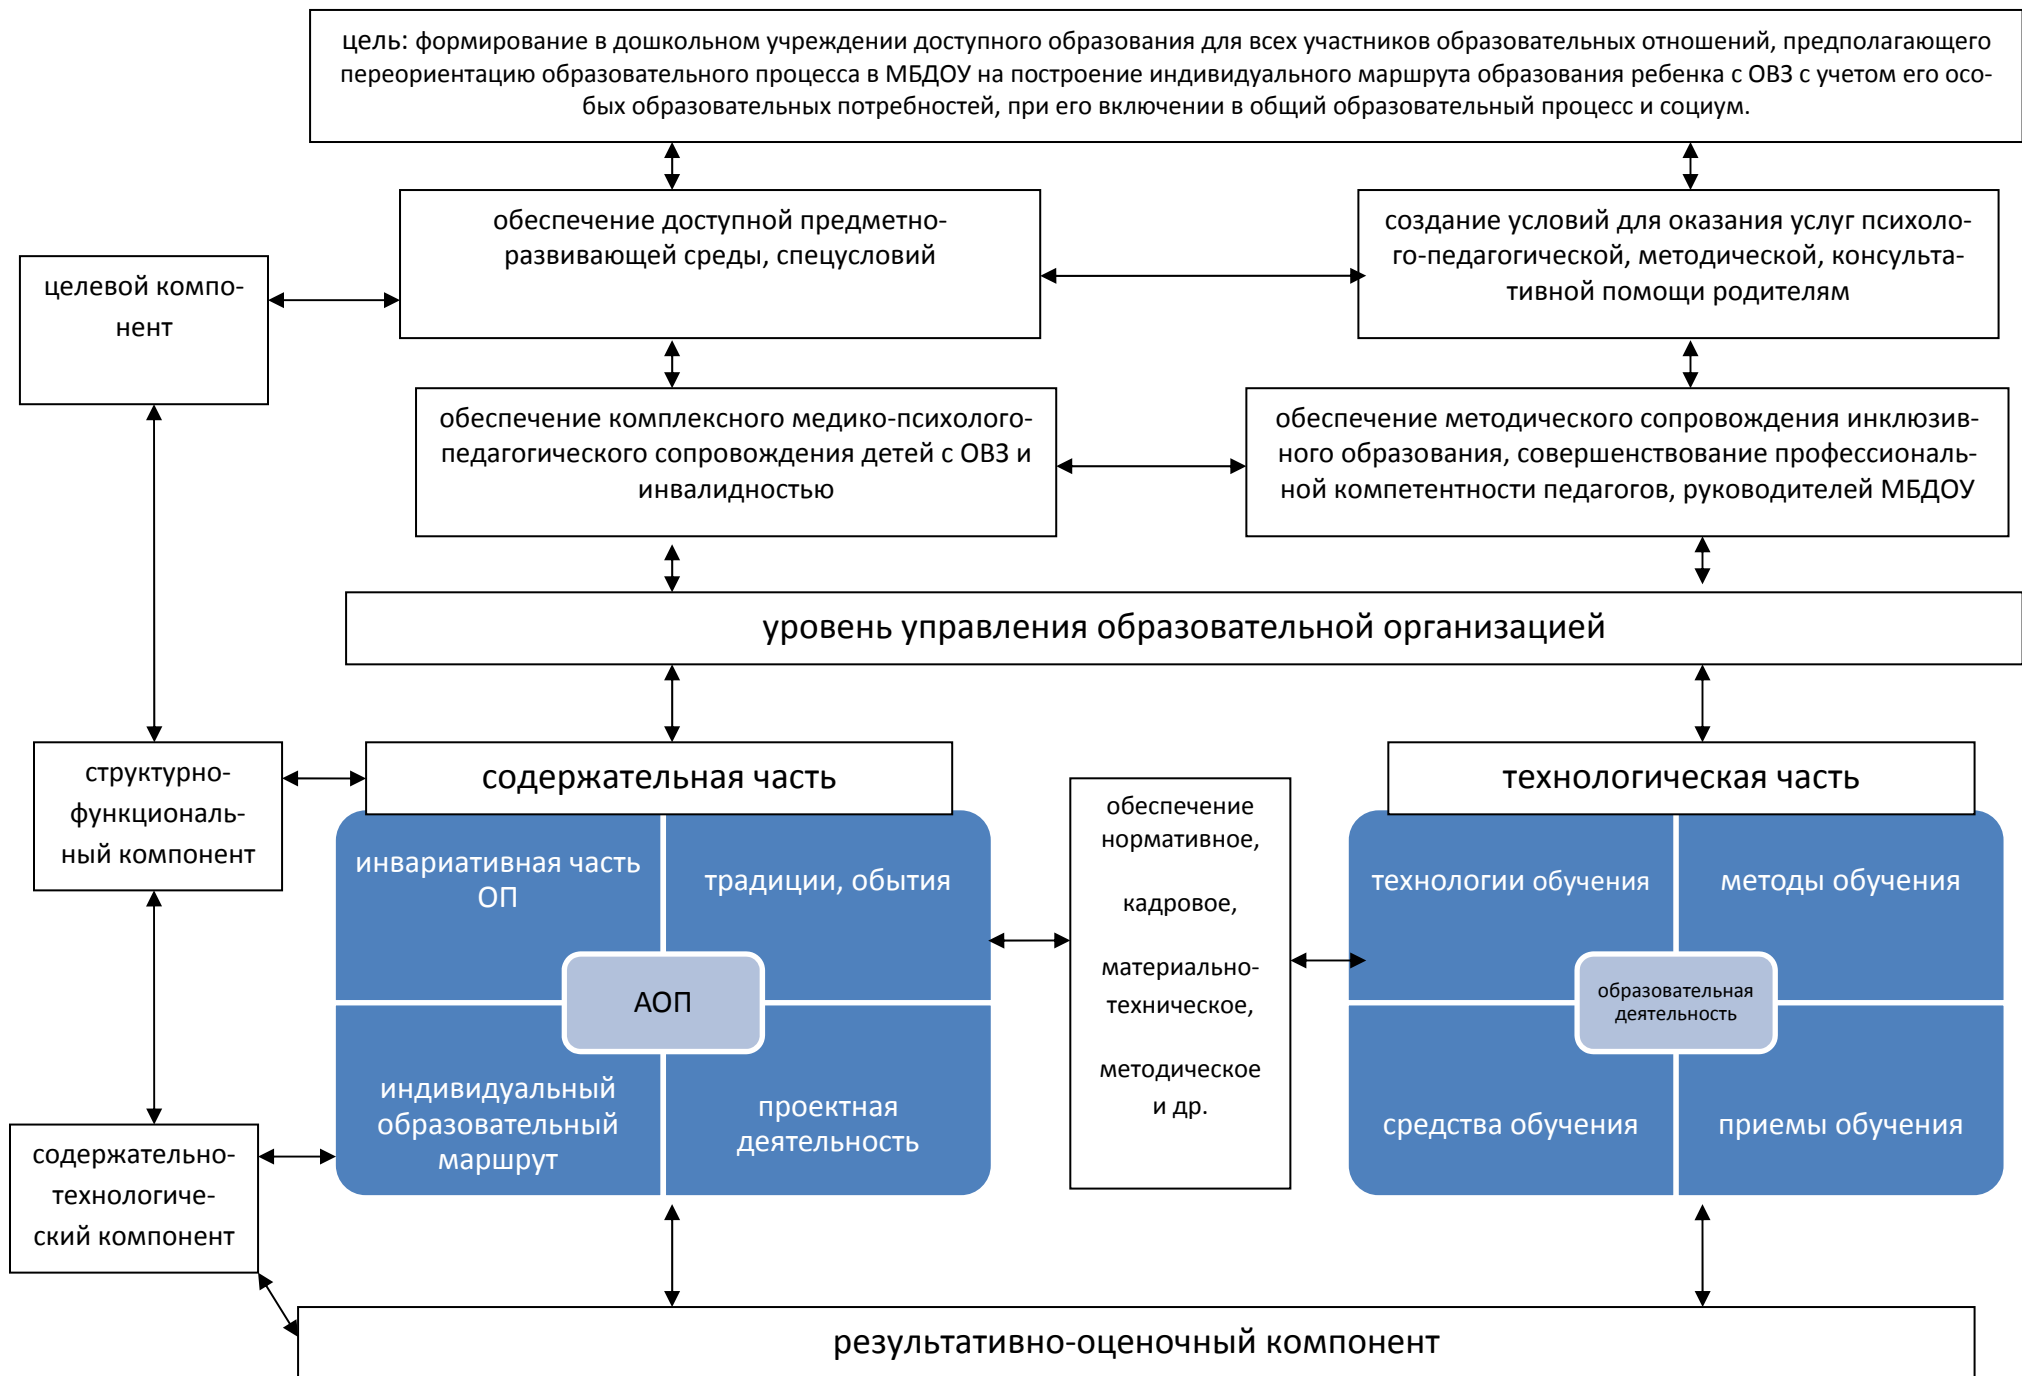 цель: формирование в дошкольном учреждении доступного образования для всех участников образовательных отношений, предполагающего
переориентацию образовательного процесса в МБДОУ на построение индивидуального маршрута образования ребенка с ОВЗ с учетом его осо-
бых образовательных потребностей, при его включении в общий образовательный процесс и социум.
обеспечение доступной предметно-
развивающей среды, спецусловий
создание условий для оказания услуг психоло-
го-педагогической, методической, консульта-
тивной помощи родителям
целевой компо-
нент
обеспечение комплексного медико-психолого-
педагогического сопровождения детей с ОВЗ и
инвалидностью
обеспечение методического сопровождения инклюзив-
ного образования, совершенствование профессиональ-
ной компетентности педагогов, руководителей МБДОУ
уровень управления образовательной организацией
структурно-
функциональ-
ный компонент
содержательная часть
инвариативная часть
ОП
традиции, обытия
АОП
индивидуальный
образовательный
маршрут
проектная
деятельность
обеспечение
нормативное,
кадровое,
материально-
техническое,
методическое
и др.
технологическая часть
технологии обучения
методы обучения
образовательная
деятельность
средства обучения
приемы обучения
содержательно-
технологиче-
ский компонент
результативно-оценочный компонент